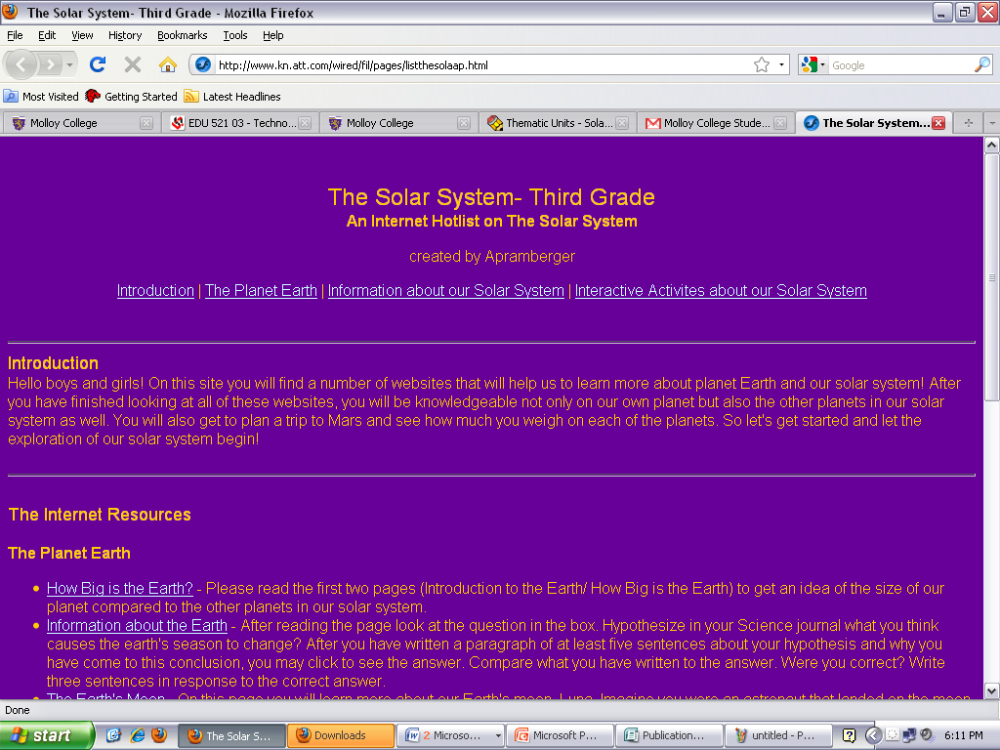 The Solar System- Third Grade - Mozilla Firefox
File Edit View History Bookmarks Tools Help
http://www.kn.att.com/wired/fil/pages/listthesolaap.html Google
Most Visited Getting Started Latest Headlines
Molloy College EDU 521 03 - Techno... Molloy College Thematic Units - Sola... Molloy College Stude... The Solar System...
The Solar System- Third Grade
An Internet Hotlist on The Solar System
created by Apramberger
Introduction | The Planet Earth | Information about our Solar System | Interactive Activites about our Solar System
Introduction
Hello boys and girls! On this site you will find a number of websites that will help us to learn more about planet Earth and our solar system! After
you have finished looking at all of these websites, you will be knowledgeable not only on our own planet but also the other planets in our solar
system as well. You will also get to plan a trip to Mars and see how much you weigh on each of the planets. So let's get started and let the
exploration of our solar system begin!
The Internet Resources
The Planet Earth
• How Big is the Earth? - Please read the first two pages (Introduction to the Earth/ How Big is the Earth) to get an idea of the size of our
planet compared to the other planets in our solar system.
• Information about the Earth - After reading the page look at the question in the box. Hypothesize in your Science journal what you think
causes the earth's season to change? After you have written a paragraph of at least five sentences about your hypothesis and why you
have come to this conclusion, you may click to see the answer. Compare what you have written to the answer. Were you correct? Write
three sentences in response to the correct answer.
• The Earth's Moon - On this page you will learn more about our Earth's moon, Luna. Imagine you were an astronaut that landed on the moon
Done
start The Solar S... Downloads 2 Microso... Microsoft P... Publication... untitled - P... 6:11 PM